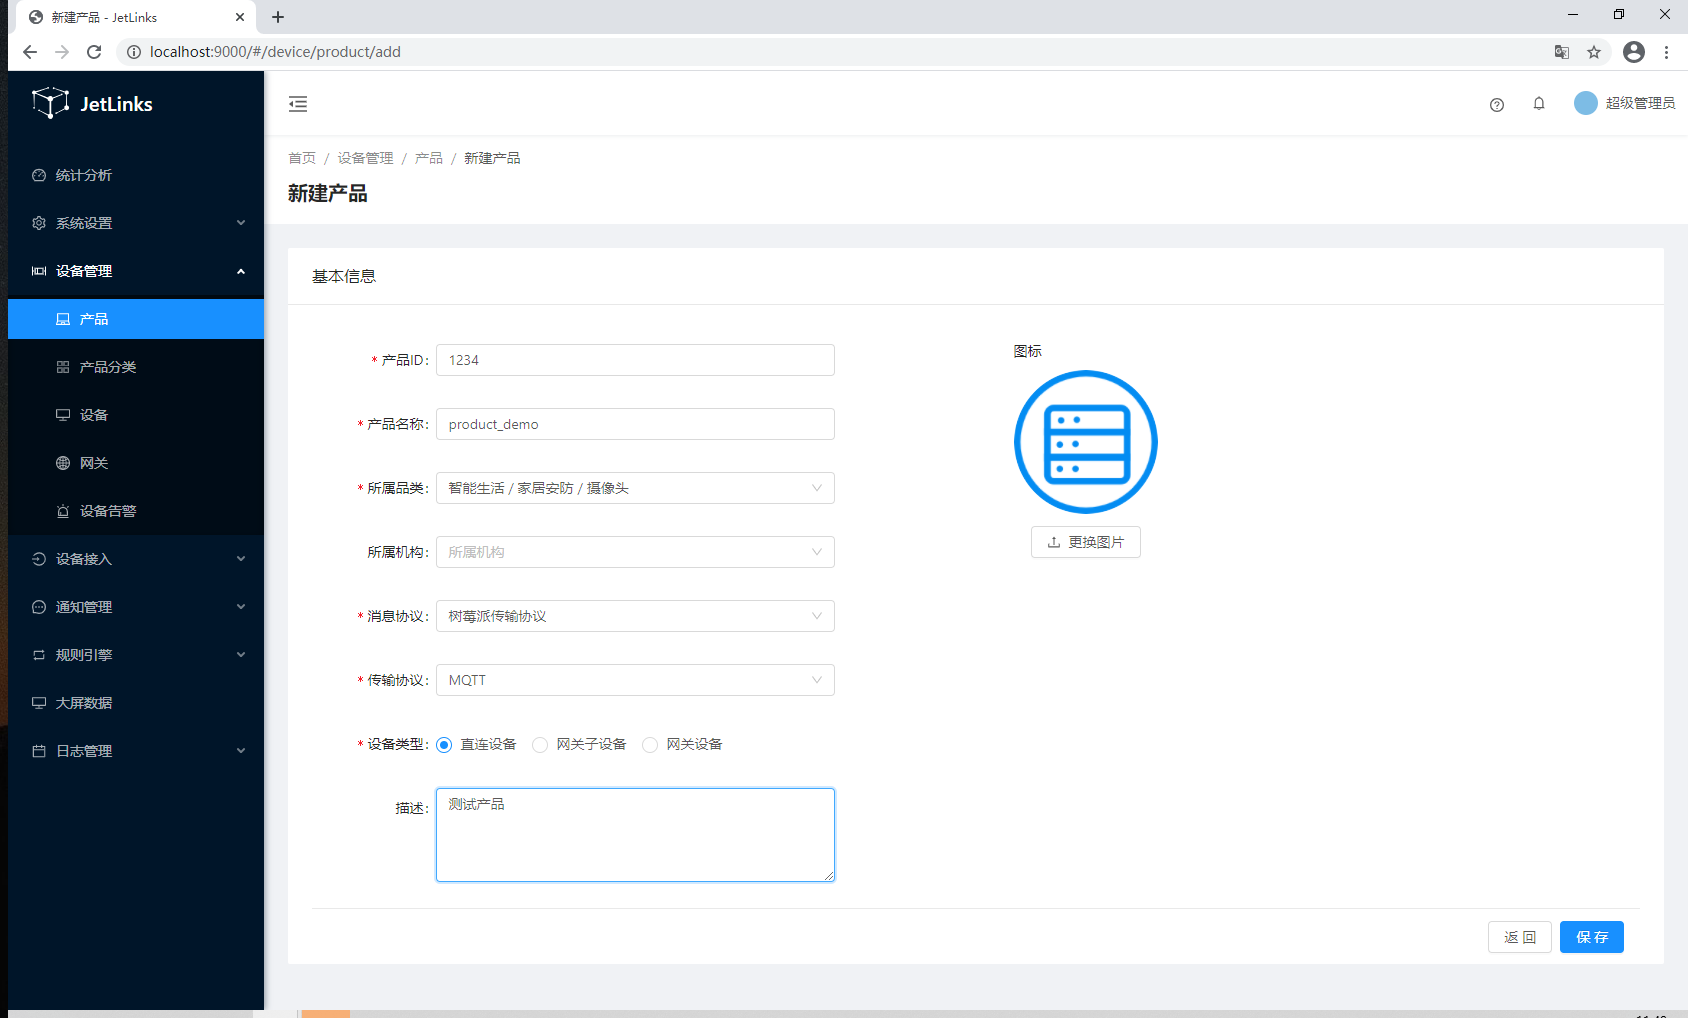 新建产品 - JetLinks
localhost:9000/#/device/product/add
JetLinks
超级管理员
统计分析
系统设置
设备管理
产品
产品分类
设备
网关
设备告警
设备接入
通知管理
规则引擎
大屏数据
日志管理
首页 / 设备管理 / 产品 / 新建产品
新建产品
基本信息
* 产品ID: 1234
* 产品名称: product_demo
* 所属品类: 智能生活 / 家居安防 / 摄像头
所属机构: 所属机构
* 消息协议: 树莓派传输协议
* 传输协议: MQTT
* 设备类型: 直连设备 网关子设备 网关设备
描述: 测试产品
图标
更换图片
返 回
保 存